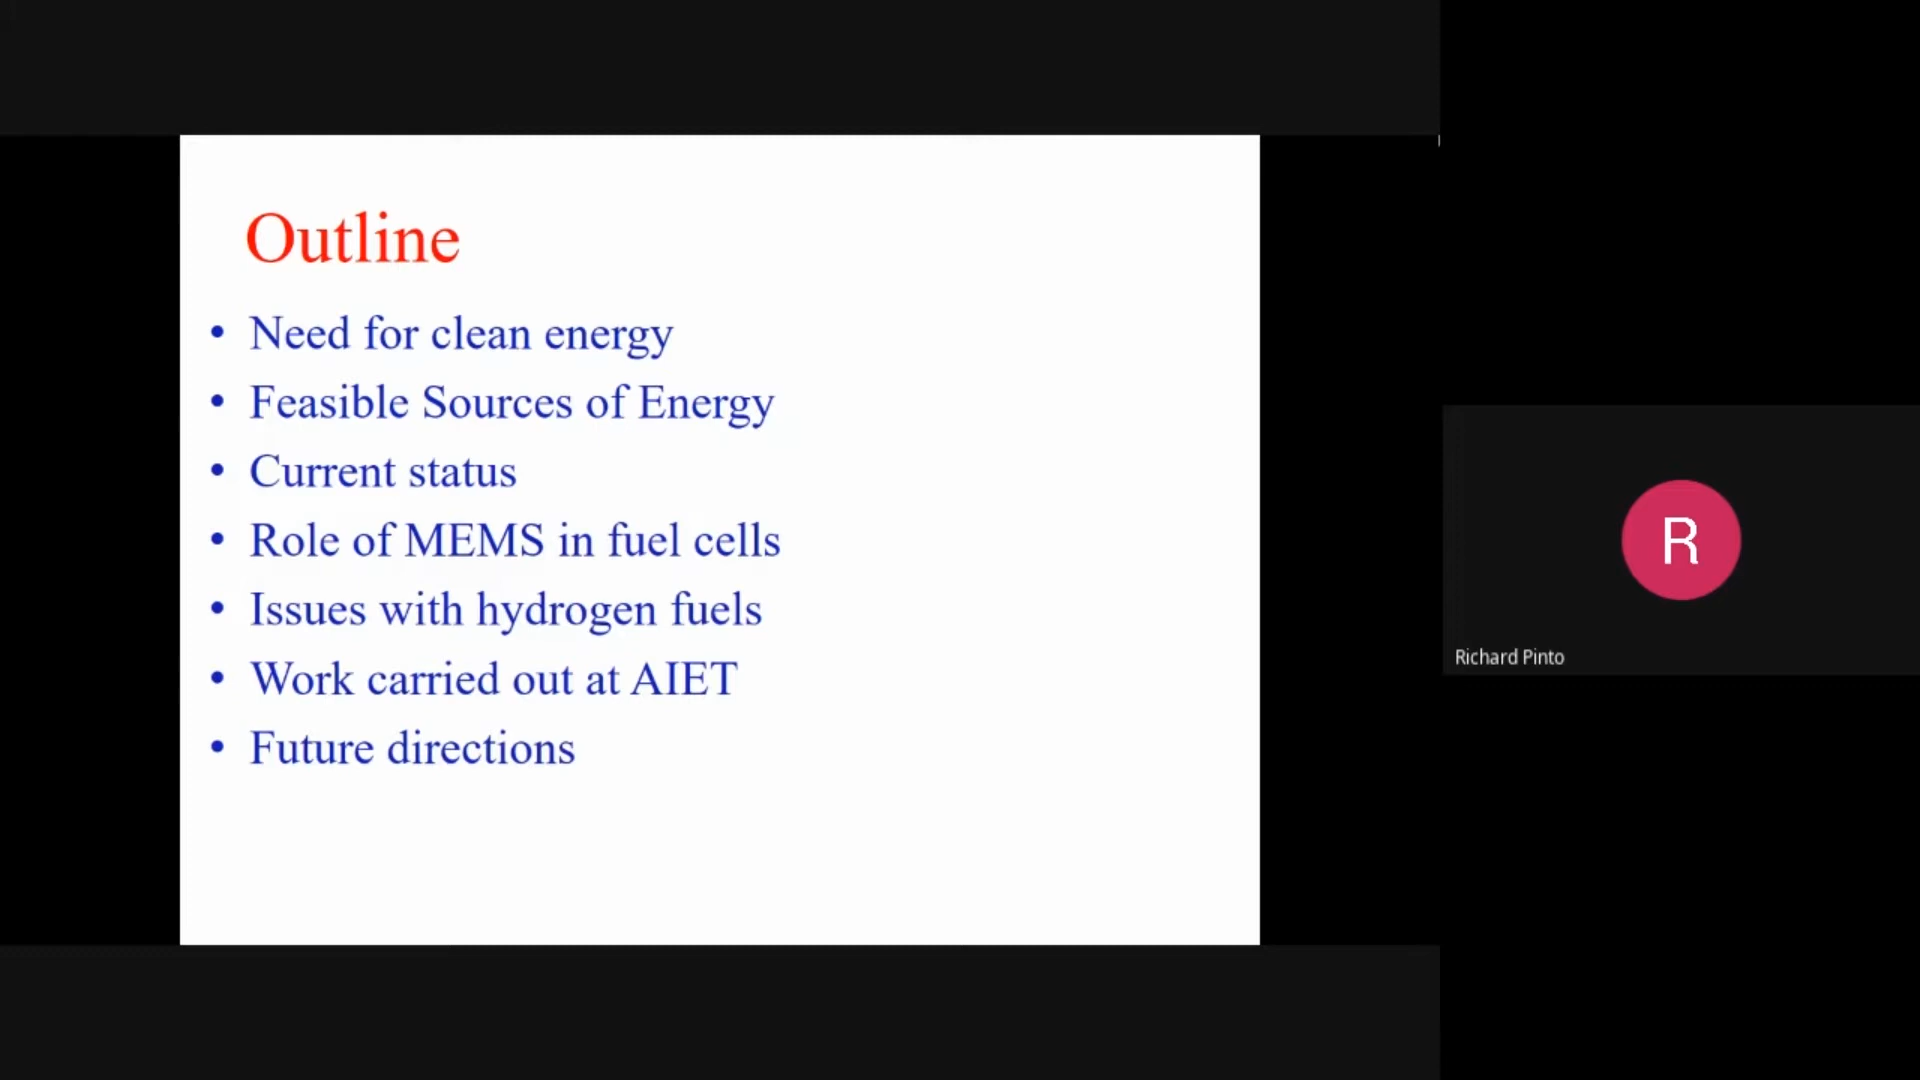 Outline
• Need for clean energy
• Feasible Sources of Energy
• Current status
• Role of MEMS in fuel cells
• Issues with hydrogen fuels
• Work carried out at AIET
• Future directions
R
Richard Pinto